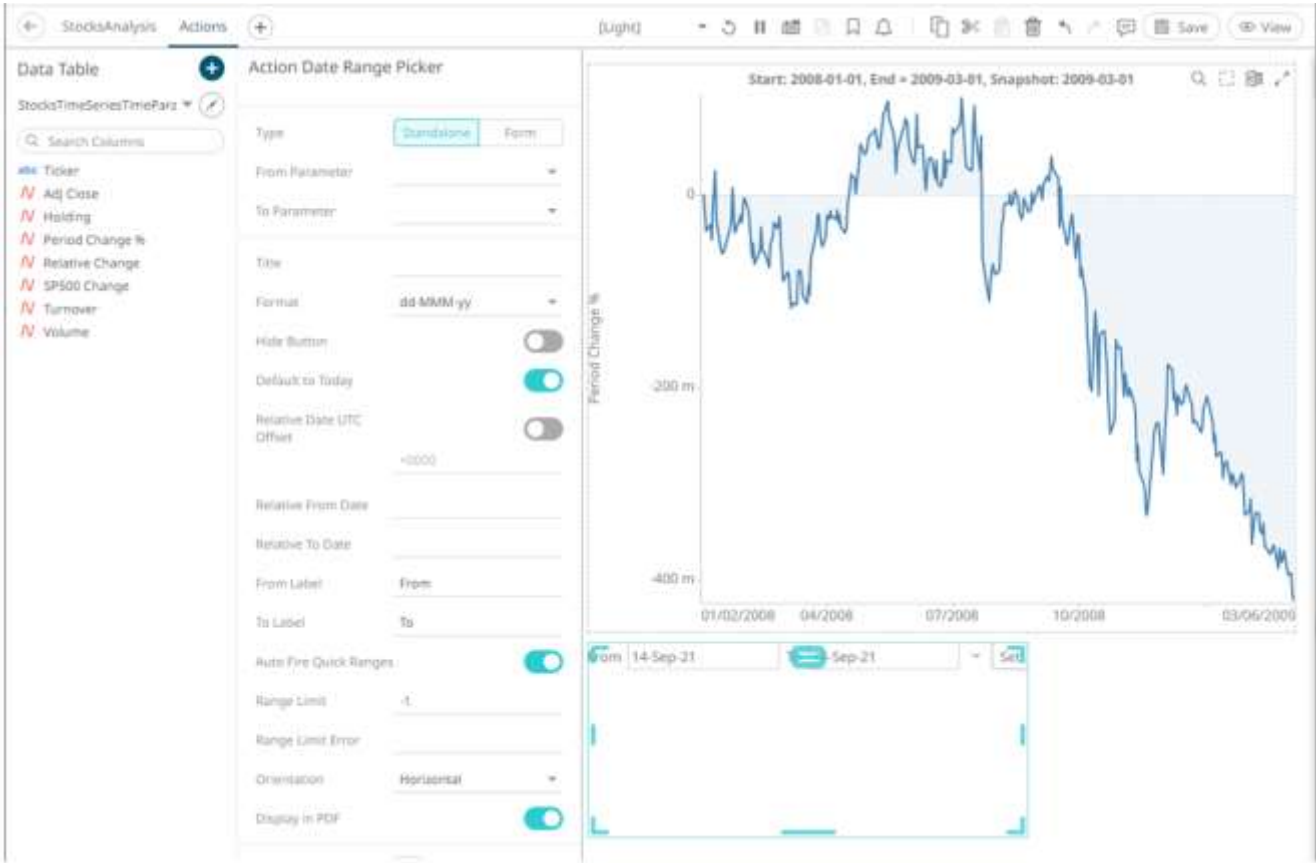 StocksAnalysis Actions
[Light]
Save View
Data Table
StocksTimeSeriesTimePara
Search Columns
abc Ticker
Adj Close
Holding
Period Change %
Relative Change
SP500 Change
Turnover
Volume
Action Date Range Picker
Type Standalone Form
From Parameter
To Parameter
Title
Format dd-MMM-yy
Hide Button
Default to Today
Relative Date UTC
Offset
+0000
Relative From Date
Relative To Date
From Label From
To Label To
Auto Fire Quick Ranges
Range Limit -1
Range Limit Error
Orientation Horizontal
Display in PDF
Start: 2008-01-01, End = 2009-03-01, Snapshot: 2009-03-01
Period Change %
0
-200 m
-400 m
01/02/2008 04/2008 07/2008 10/2008 03/06/2009
14-Sep-21 -Sep-21 Set